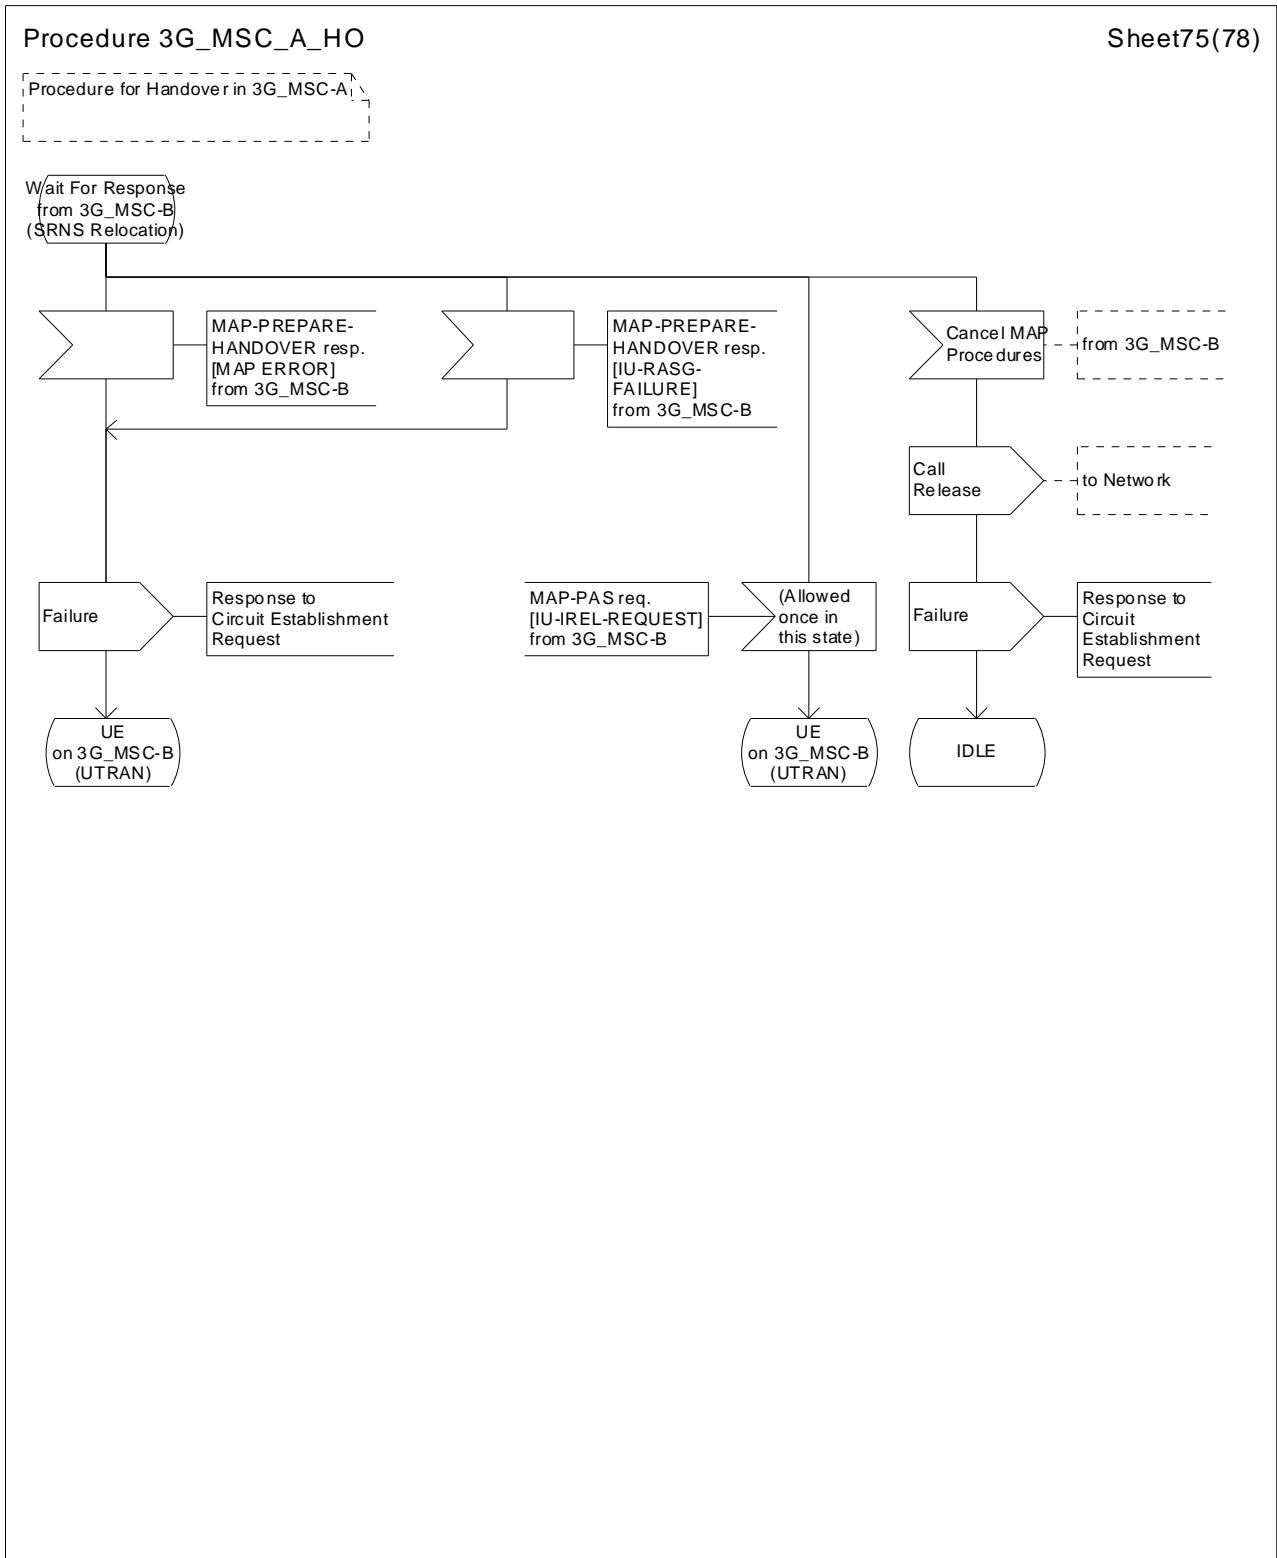 Procedure 3G_MSC_A_HO
Sheet75(78)
Procedure for Handover in 3G_MSC-A
Wait For Response
from 3G_MSC-B
(SRNS Relocation)
MAP-PREPARE-
HANDOVER resp.
[MAP ERROR]
from 3G_MSC-B
MAP-PREPARE-
HANDOVER resp.
[IU-RASG-
FAILURE]
from 3G_MSC-B
Cancel MAP
Procedures
from 3G_MSC-B
Call
Release
to Network
Failure
Response to
Circuit Establishment
Request
MAP-PAS req.
[IU-IREL-REQUEST]
from 3G_MSC-B
(Allowed
once in
this state)
Failure
Response to
Circuit
Establishment
Request
UE
on 3G_MSC-B
(UTRAN)
UE
on 3G_MSC-B
(UTRAN)
IDLE